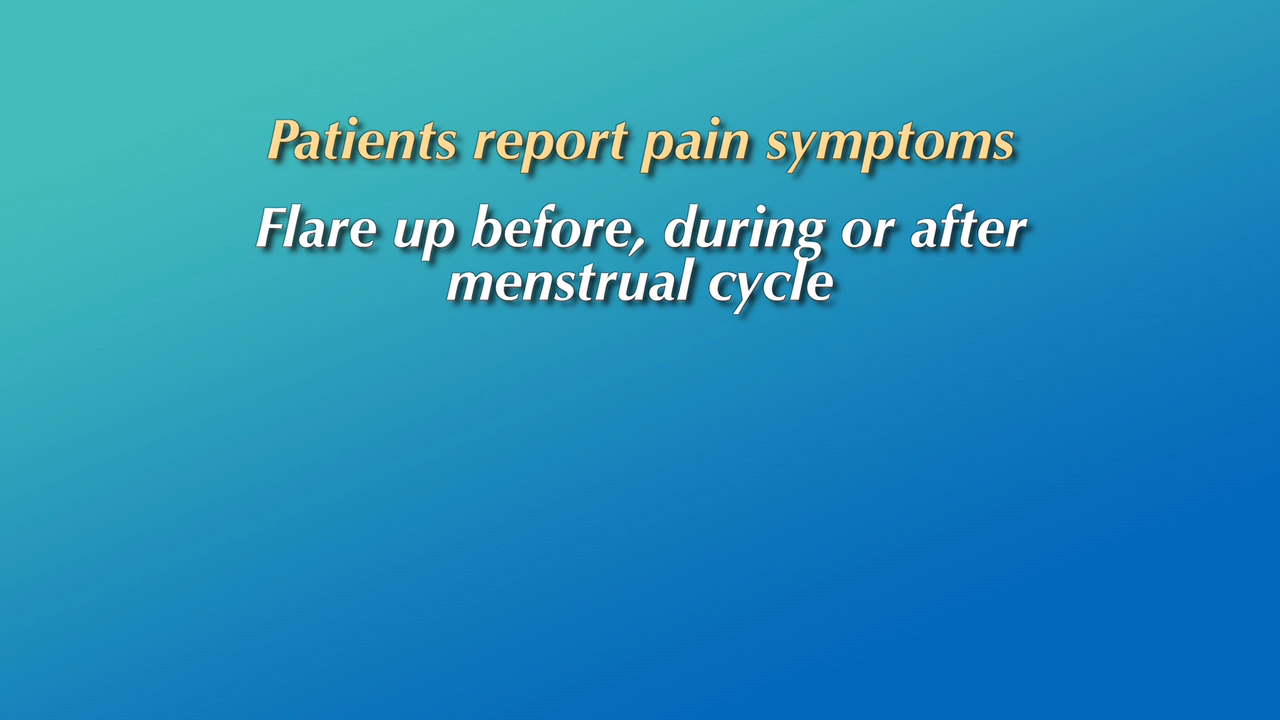 Patients report pain symptoms
Flare up before, during or after
menstrual cycle